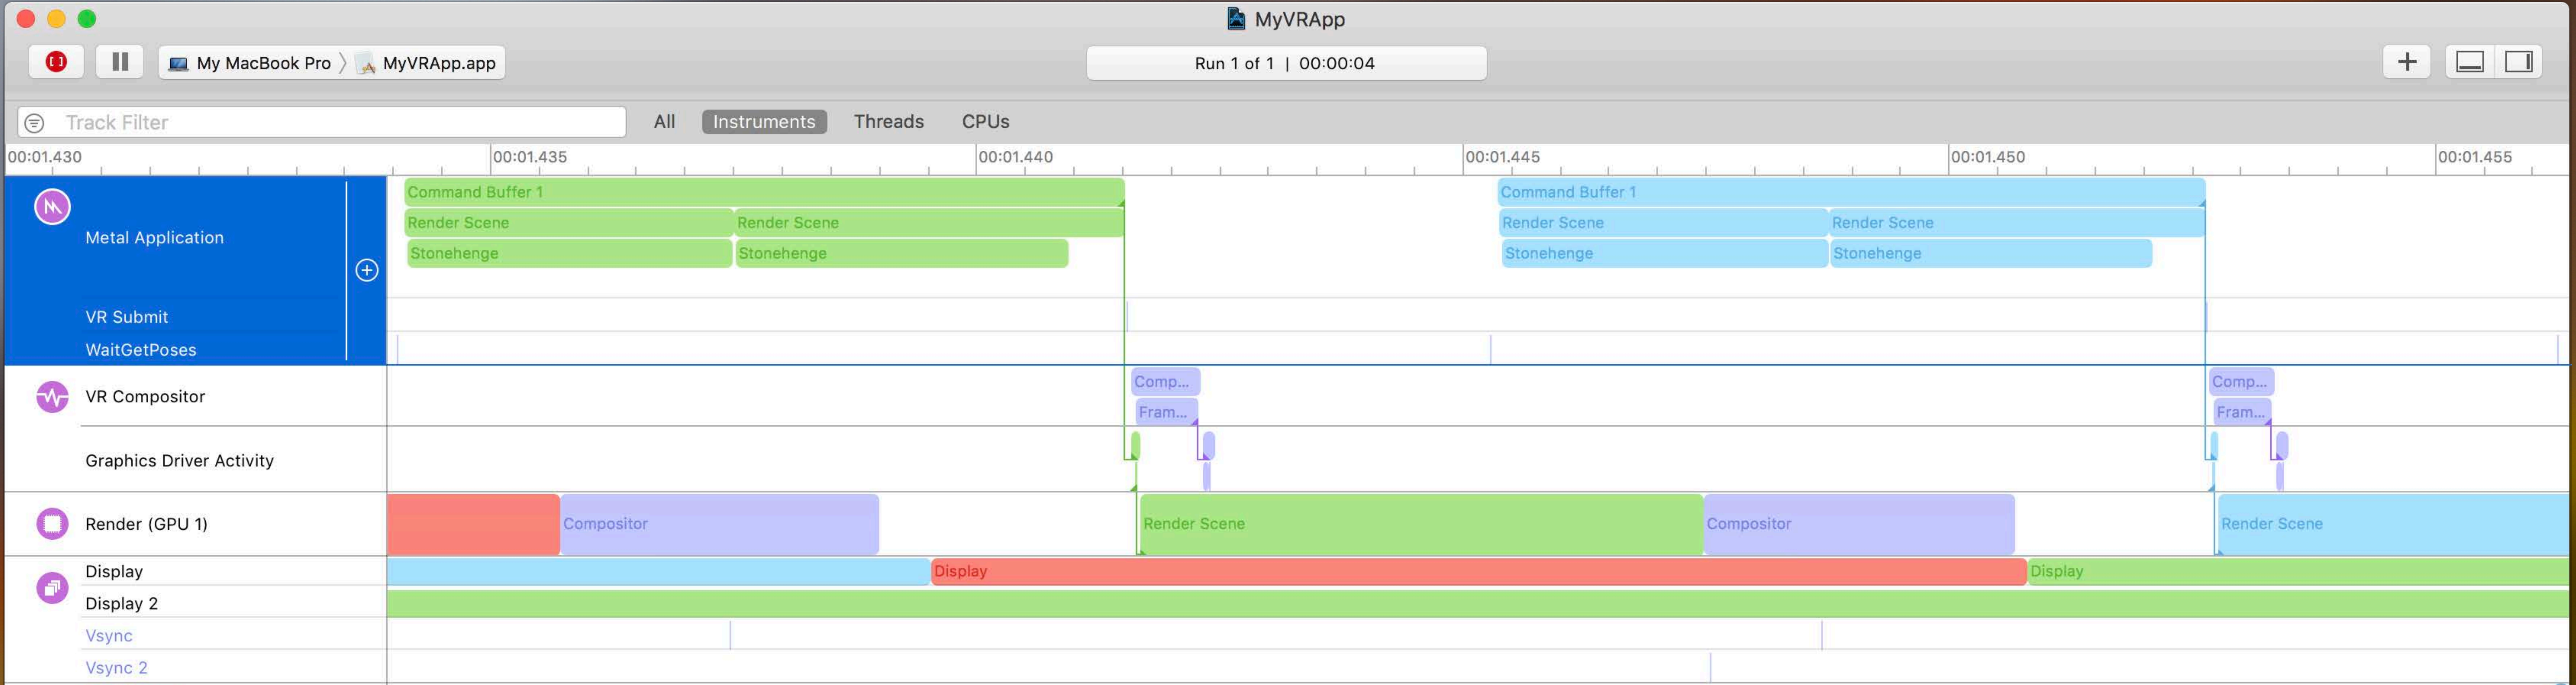 MyVRApp
My MacBook Pro 〉 MyVRApp.app
Run 1 of 1 | 00:00:04
Track Filter
All Instruments Threads CPUs
00:01.430 00:01.435 00:01.440 00:01.445 00:01.450 00:01.455
Command Buffer 1 Command Buffer 1
Render Scene Render Scene Render Scene Render Scene
Metal Application
Stonehenge Stonehenge Stonehenge Stonehenge
VR Submit
WaitGetPoses
Comp... Comp...
VR Compositor
Fram... Fram...
Graphics Driver Activity
Render (GPU 1) Compositor Render Scene Compositor Render Scene
Display Display Display
Display 2
Vsync
Vsync 2